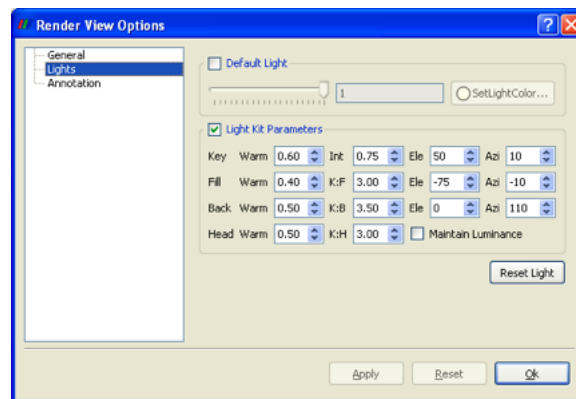 Render View Options
General
Lights
Annotation
Default Light
1
SetLightColor...
Light Kit Parameters
Key Warm 0.60 Int 0.75 Ele 50 Azi 10
Fill Warm 0.40 K:F 3.00 Ele -75 Azi -10
Back Warm 0.50 K:B 3.50 Ele 0 Azi 110
Head Warm 0.50 K:H 3.00 Maintain Luminance
Reset Light
Apply Reset Ok